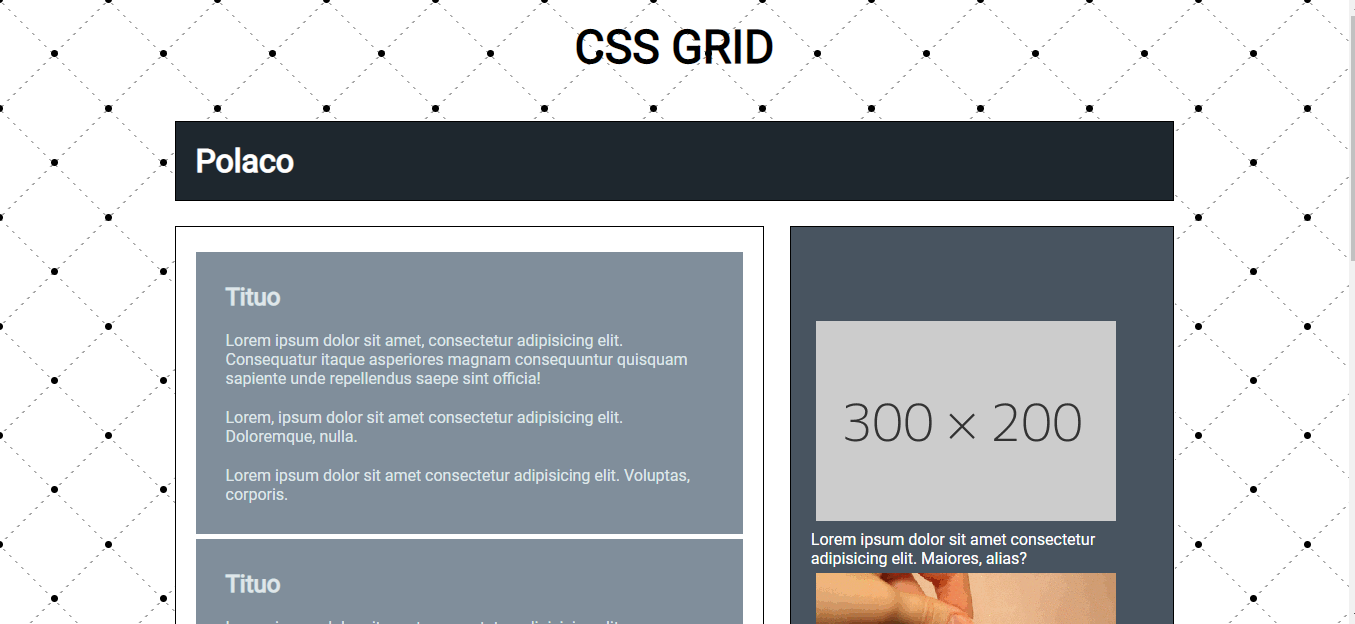 CSS GRID
Polaco
Tituo
Lorem ipsum dolor sit amet, consectetur adipisicing elit.
Consequatur itaque asperiores magnam consequuntur quisquam
sapiente unde repellendus saepe sint officia!
Lorem, ipsum dolor sit amet consectetur adipisicing elit.
Doloremque, nulla.
Lorem ipsum dolor sit amet consectetur adipisicing elit. Voluptas,
corporis.
Tituo
300 × 200
Lorem ipsum dolor sit amet consectetur
adipisicing elit. Maiores, alias?